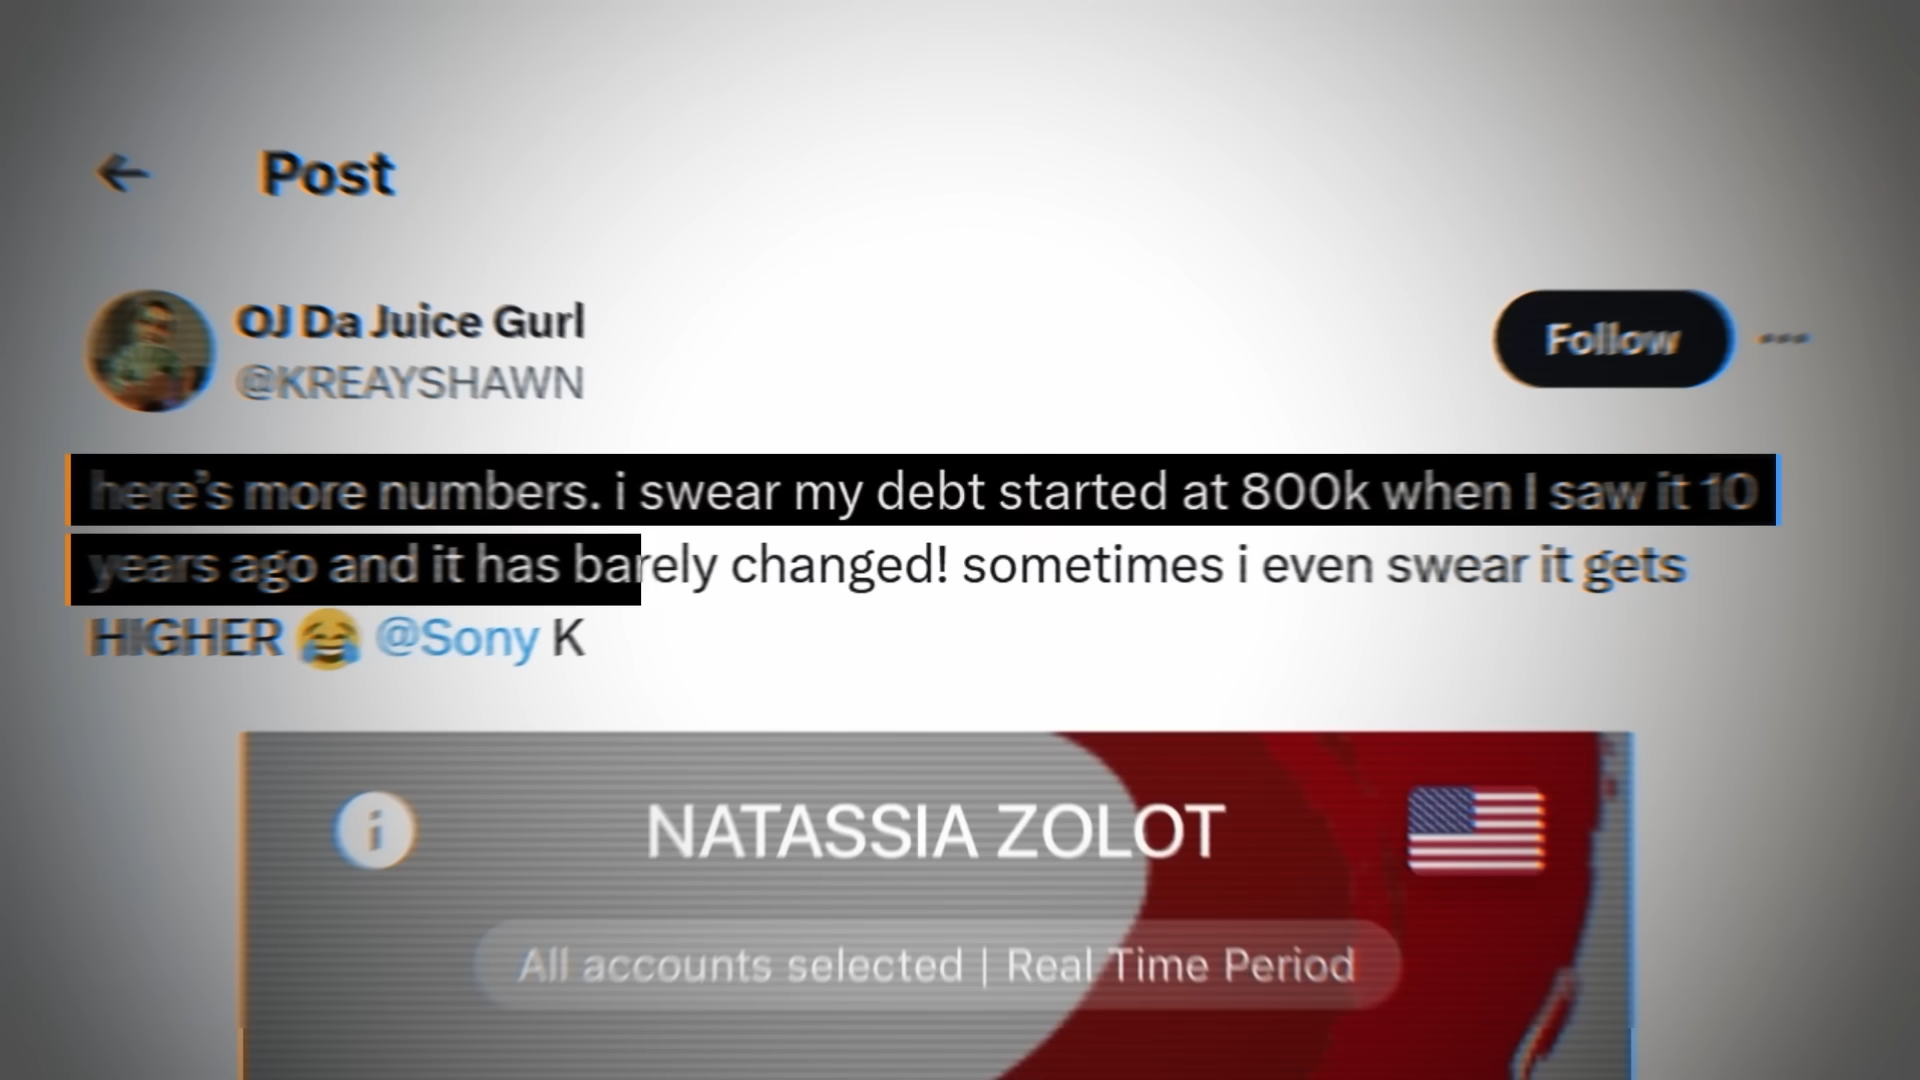 Post
OJ Da Juice Gurl
@KREAYSHAWN
Follow
here's more numbers. i swear my debt started at 800k when I saw it 10
years ago and it has barely changed! sometimes i even swear it gets
HIGHER 😂 @Sony K
NATASSIA ZOLOT
All accounts selected | Real Time Period